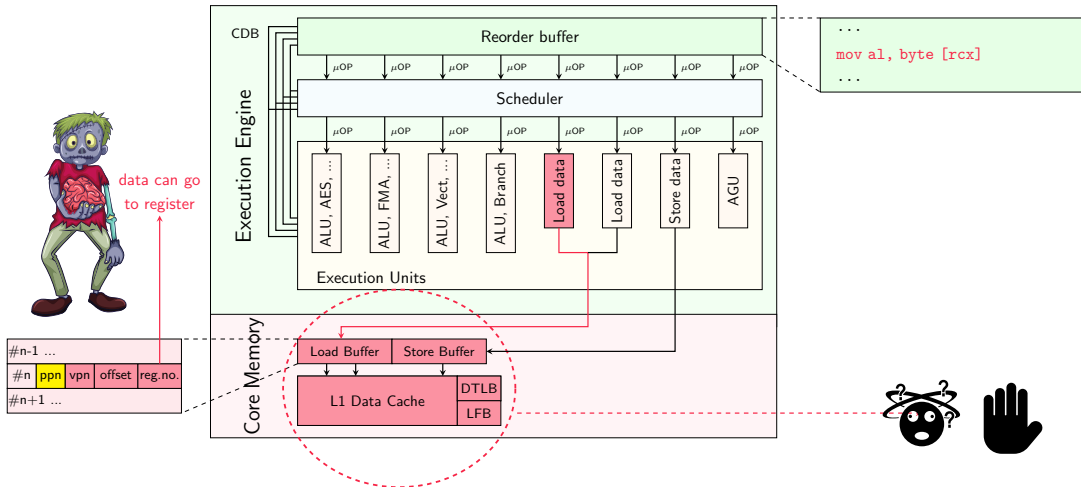 CDB
Reorder buffer
...
mov al, byte [rcx]
...
μOP μOP μOP μOP μOP μOP μOP μOP
Scheduler
μOP μOP μOP μOP μOP μOP μOP μOP
Execution Engine
ALU, AES, ...
ALU, FMA, ...
ALU, Vect, ...
ALU, Branch
Load data
Load data
Store data
AGU
Execution Units
data can go
to register
Core Memory
Load Buffer Store Buffer
L1 Data Cache
DTLB
LFB
#n-1 ...
#n ppn vpn offset reg.no.
#n+1 ...
? ?
? ?